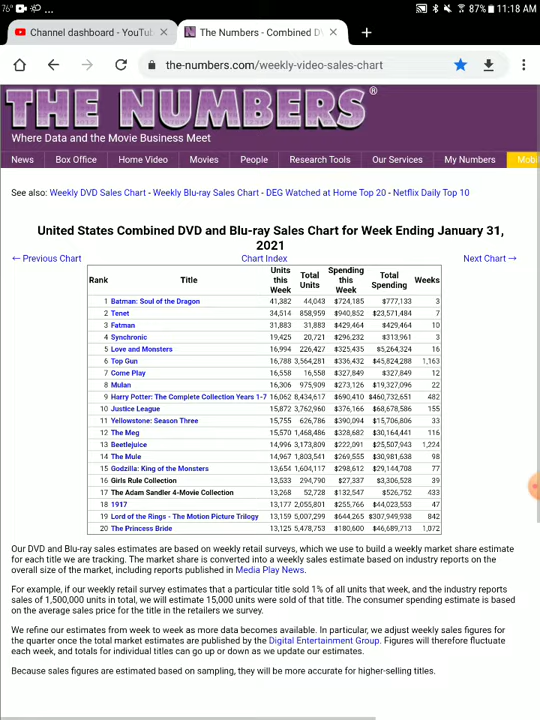 76° ...
87% 11:18 AM
Channel dashboard - YouTub
The Numbers - Combined D
the-numbers.com/weekly-video-sales-chart
THE NUMBERS®
Where Data and the Movie Business Meet
News Box Office Home Video Movies People Research Tools Our Services My Numbers Mobi
See also: Weekly DVD Sales Chart - Weekly Blu-ray Sales Chart - DEG Watched at Home Top 20 - Netflix Daily Top 10
United States Combined DVD and Blu-ray Sales Chart for Week Ending January 31,
2021
← Previous Chart Chart Index Next Chart →
Rank Title Units this Week Total Units Spending this Week Total Spending Weeks
1 Batman: Soul of the Dragon 41,382 44,043 $724,185 $777,133 3
2 Tenet 34,514 858,959 $940,852 $23,571,484 7
3 Fatman 31,883 31,883 $429,464 $429,464 10
4 Synchronic 19,425 20,721 $296,232 $313,961 3
5 Love and Monsters 16,994 226,427 $325,435 $5,264,324 16
6 Top Gun 16,788 3,564,281 $336,432 $45,824,288 1,163
7 Come Play 16,558 16,558 $327,849 $327,849 12
8 Mulan 16,306 975,909 $273,126 $19,327,096 22
9 Harry Potter: The Complete Collection Years 1-7 16,062 8,434,617 $690,410 $460,732,651 482
10 Justice League 15,872 3,762,960 $376,166 $68,678,586 155
11 Yellowstone: Season Three 15,755 626,786 $390,094 $15,706,806 33
12 The Meg 15,570 1,468,486 $328,682 $30,164,441 116
13 Beetlejuice 14,996 3,173,809 $222,091 $25,507,943 1,224
14 The Mule 14,967 1,803,541 $269,555 $30,981,638 98
15 Godzilla: King of the Monsters 13,654 1,604,117 $298,612 $29,144,708 77
16 Girls Rule Collection 13,533 294,790 $1,737 $3,306,528 39
17 The Adam Sandler 4-Movie Collection 13,268 52,728 $132,547 $526,752 433
18 1917 13,177 2,055,801 $255,766 $44,023,553 47
19 Lord of the Rings - The Motion Picture Trilogy 13,159 5,007,299 $644,265 $307,949,938 842
20 The Princess Bride 13,125 5,478,753 $180,600 $46,689,713 1,072
Our DVD and Blu-ray sales estimates are based on weekly retail surveys, which we use to build a weekly market share estimate
for each title we are tracking. The market share is converted into a weekly sales estimate based on industry reports on the
overall size of the market, including reports published in Media Play News.
For example, if our weekly retail survey estimates that a particular title sold 1% of all units that week, and the industry reports
sales of 1,500,000 units in total, we will estimate 15,000 units were sold of that title. The consumer spending estimate is based
on the average sales price for the title in the retailers we survey.
We refine our estimates from week to week as more data becomes available. In particular, we adjust weekly sales figures for
the quarter once the total market estimates are published by the Digital Entertainment Group. Figures will therefore fluctuate
each week, and totals for individual titles can go up or down as we update our estimates.
Because sales figures are estimated based on sampling, they will be more accurate for higher-selling titles.